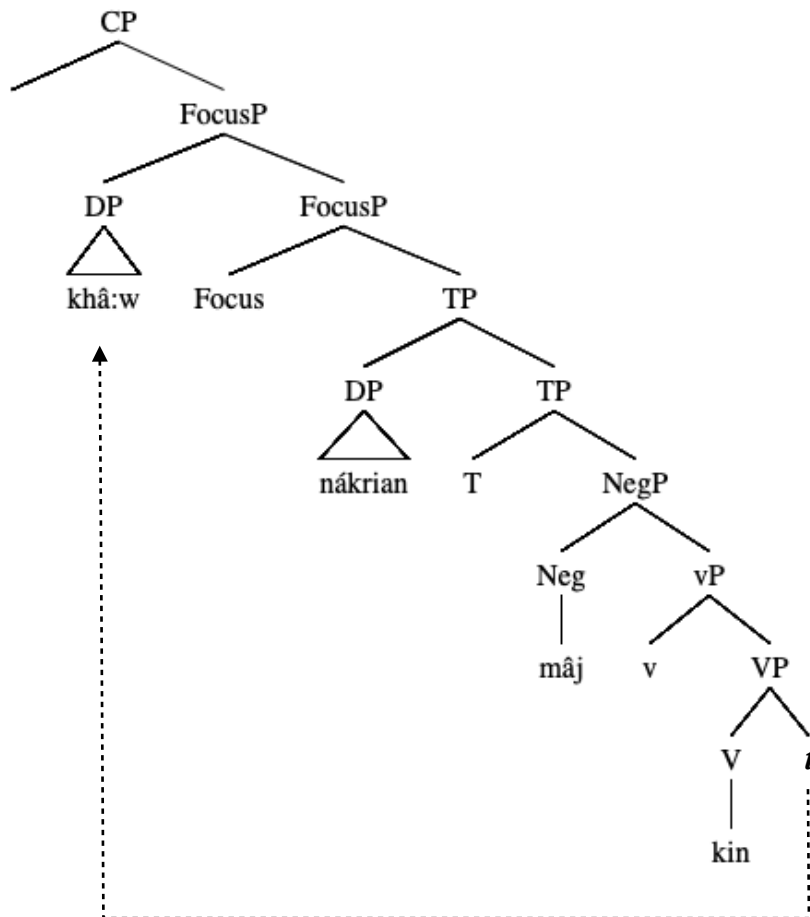 CP
FocusP
DP FocusP
khâ:w Focus TP
DP TP
nákrian T NegP
Neg vP
mâj v VP
V t
kin